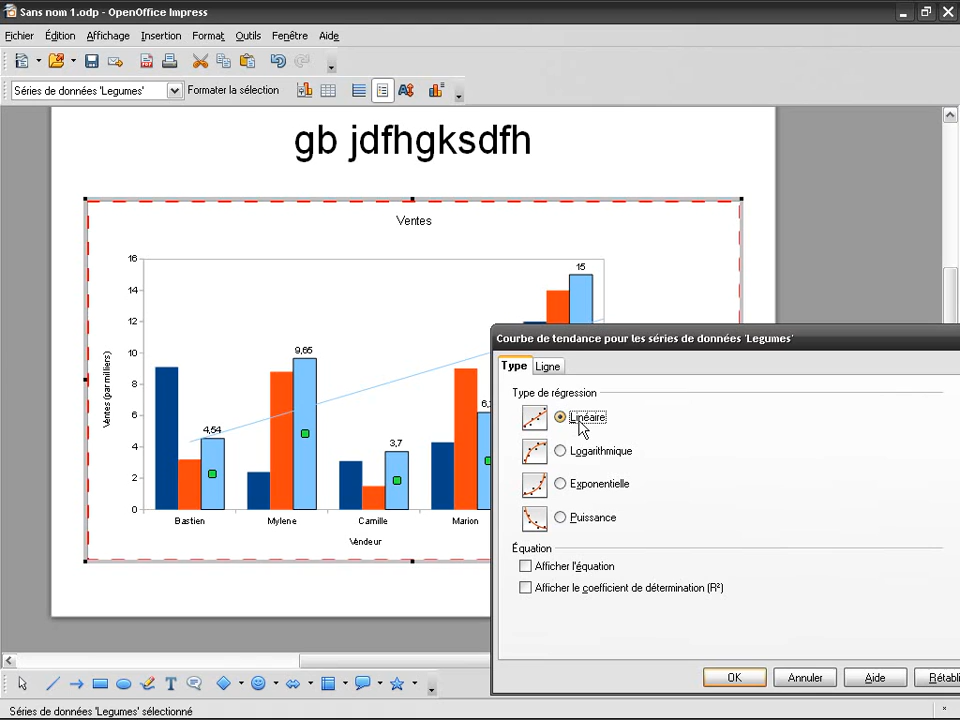 Sans nom 1.odp - OpenOffice Impress
Fichier Édition Affichage Insertion Format Outils Fenêtre Aide
Séries de données 'Legumes' Formater la sélection
gb jdfhgksdfh
Ventes
16
15
14
12
10
9,65
8
6
6,
4,54
4
3,7
2
0
Ventes (par milliers)
Bastien Mylene Camille Marion
Vendeur
Courbe de tendance pour les séries de données 'Legumes'
Type Ligne
Type de régression
Linéaire
Logarithmique
Exponentielle
Puissance
Équation
Afficher l'équation
Afficher le coefficient de détermination (R²)
OK Annuler Aide Rétabli
Séries de données 'Legumes' sélectionné